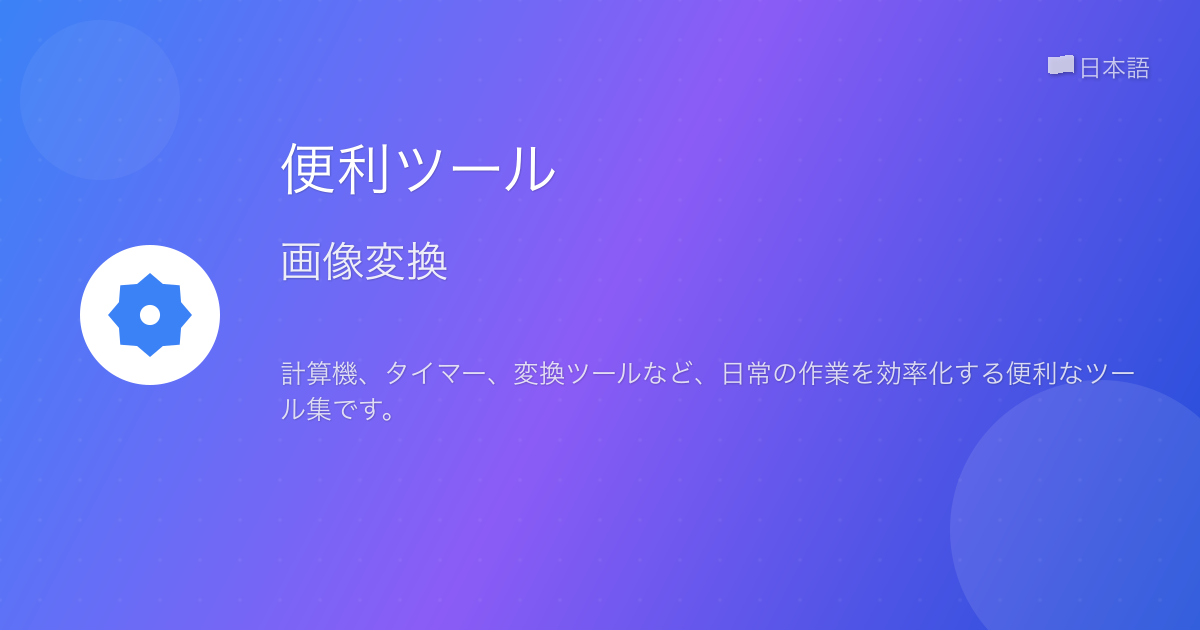 日本語
便利ツール
画像変換
計算機、タイマー、変換ツールなど、日常の作業を効率化する便利なツー
ル集です。